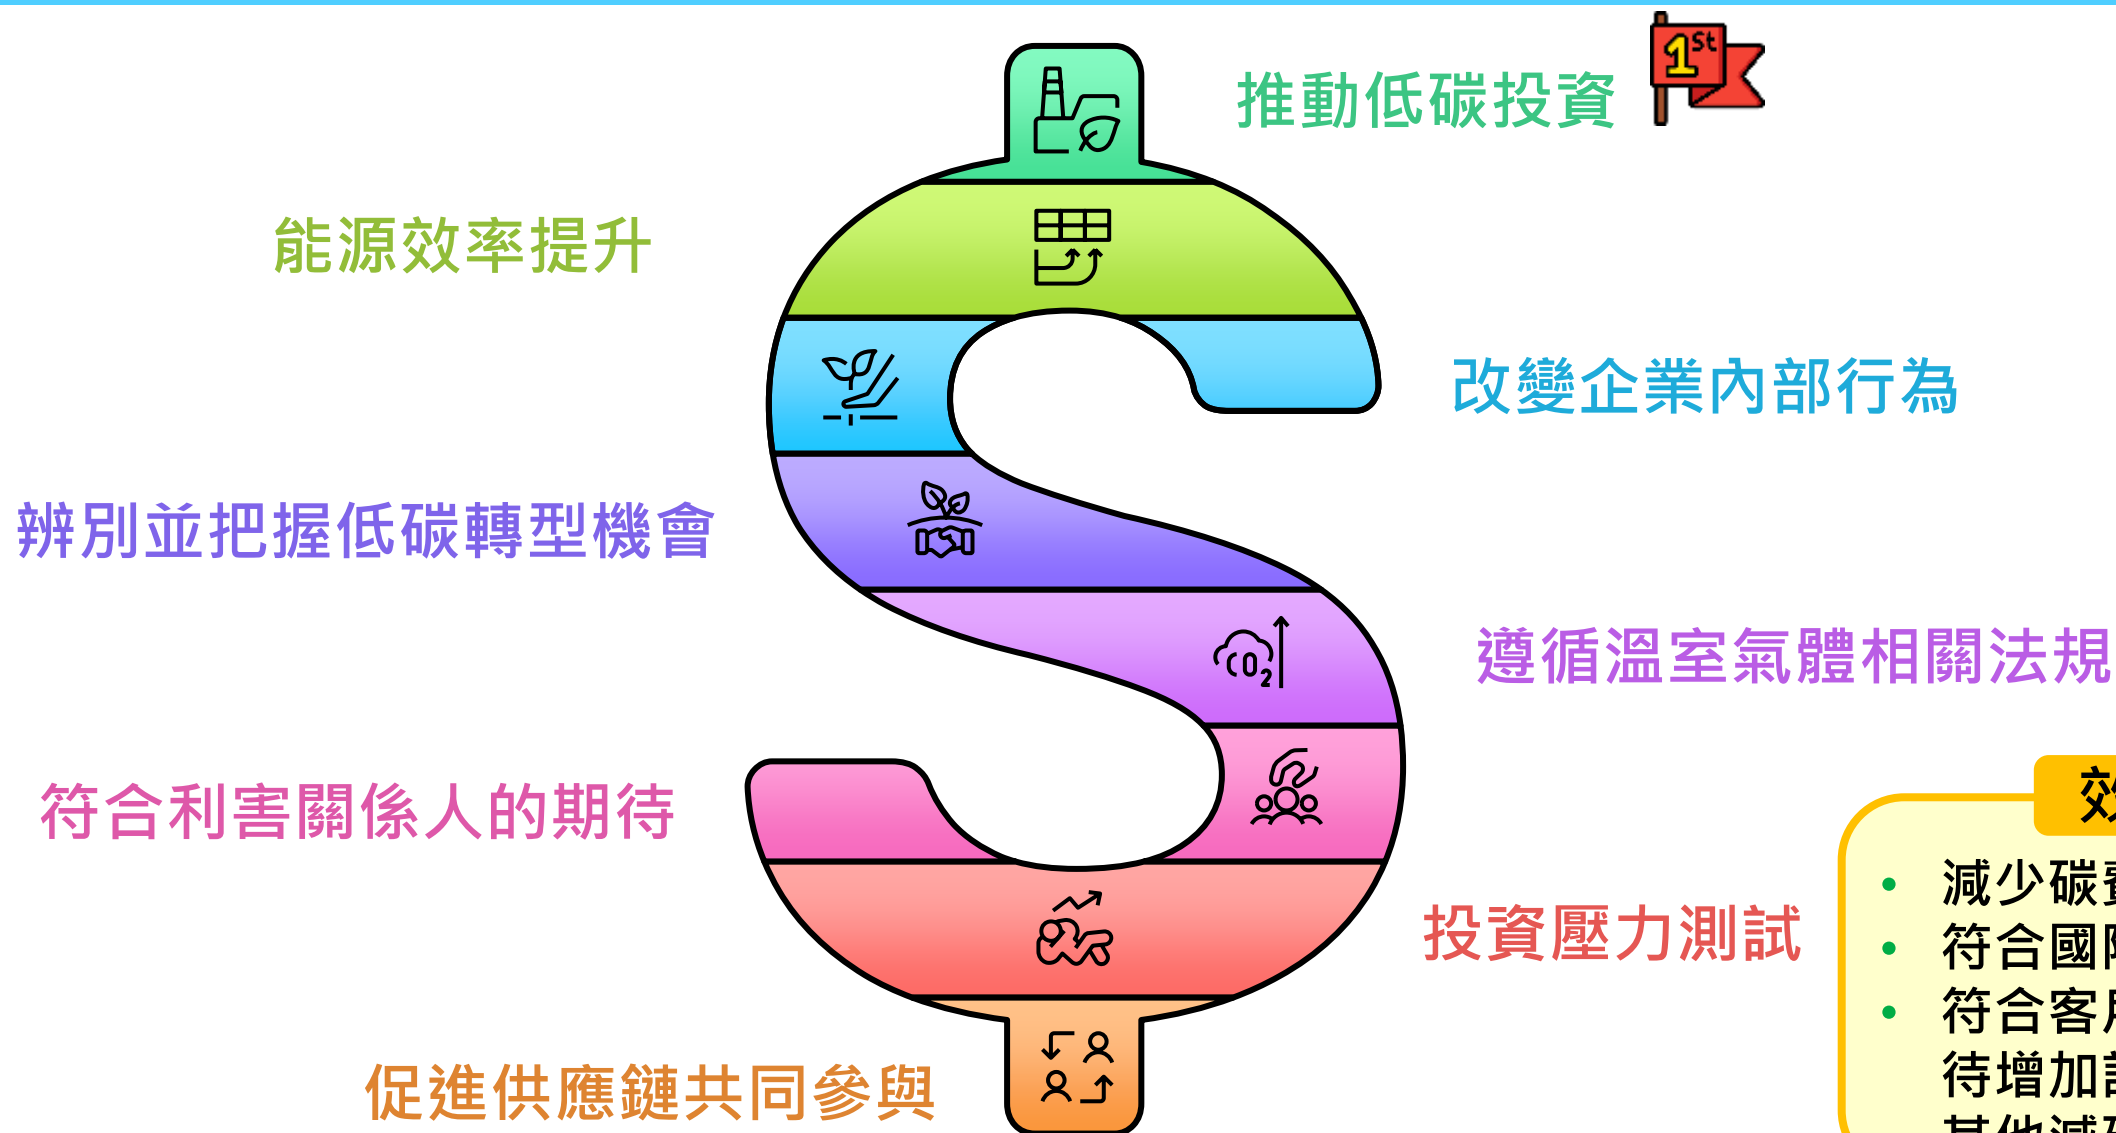 推動低碳投資
1st
能源效率提升
改變企業內部行為
辨別並把握低碳轉型機會
CO2
遵循溫室氣體相關法規
符合利害關係人的期待
投資壓力測試
促進供應鏈共同參與
減少碳
符合國
符合客
待增加
其他減